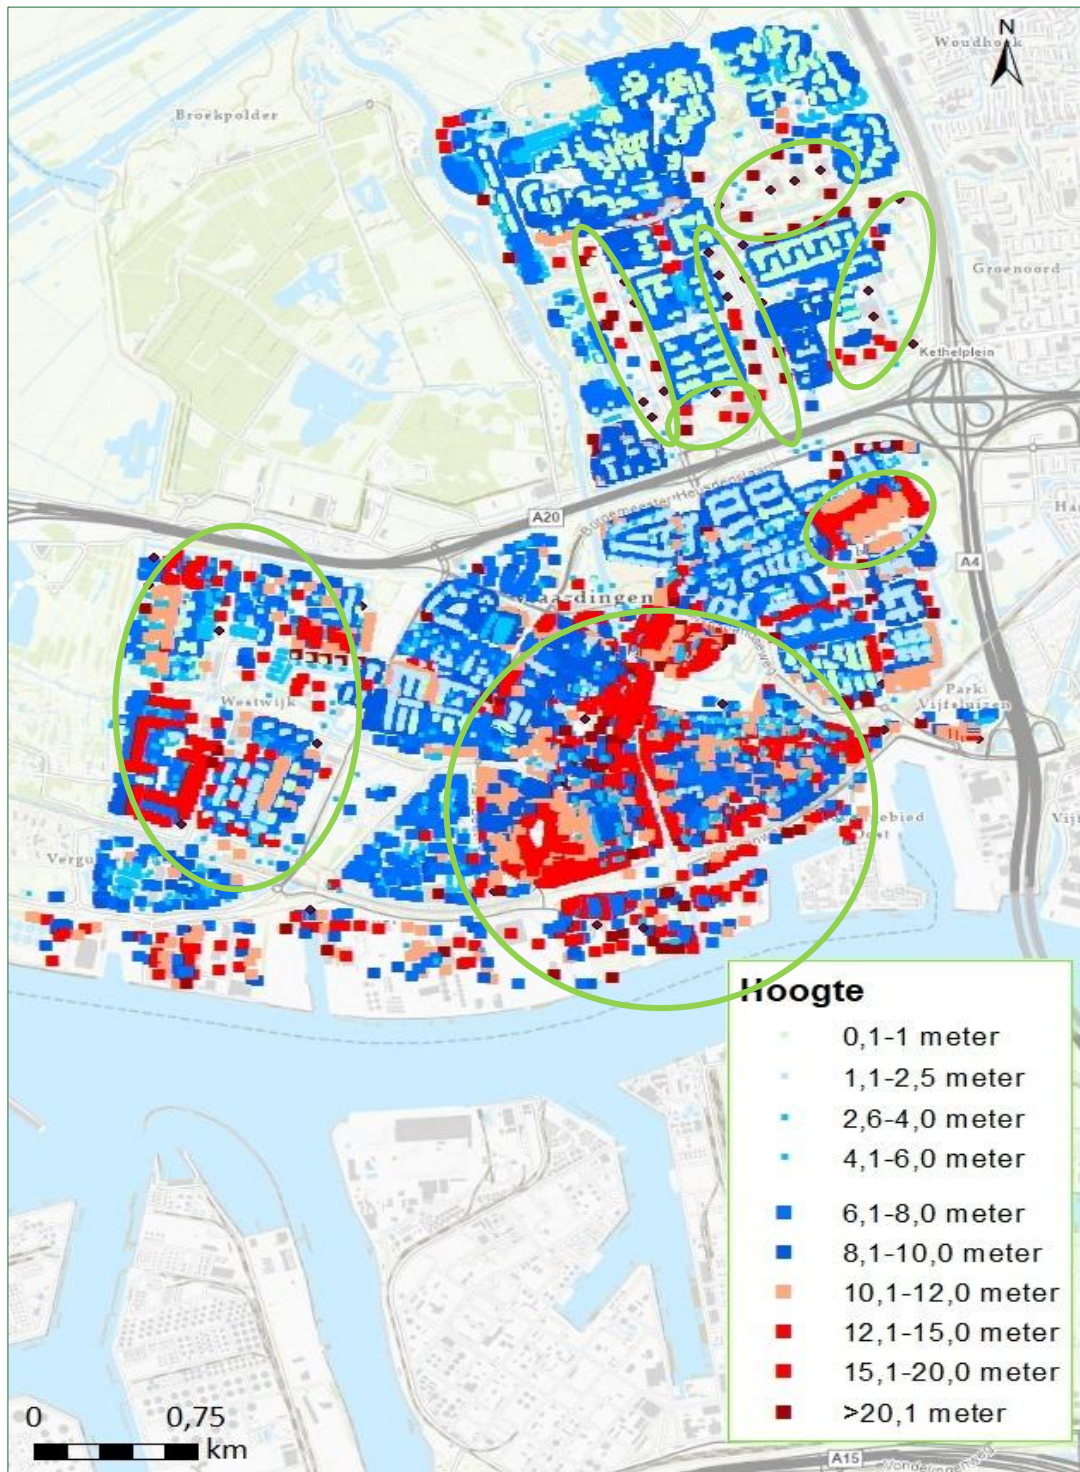 N
Woudhoek
Broekpolder
Groenoord
Kethelplein
A20
A4
Westwijk
Park
Vijfsluizen
Oost
Hoogte
0,1-1 meter
1,1-2,5 meter
2,6-4,0 meter
4,1-6,0 meter
6,1-8,0 meter
8,1-10,0 meter
10,1-12,0 meter
12,1-15,0 meter
15,1-20,0 meter
>20,1 meter
0 0,75
km
A15